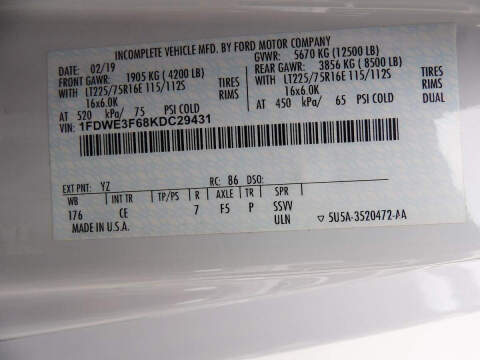 INCOMPLETE VEHICLE MFD. BY FORD MOTOR COMPANY
DATE: 02/19 GVWR: 5670 KG (12500 LB)
FRONT GAWR: 1905 KG (4200 LB) REAR GAWR: 3856 KG (8500 LB)
WITH LT225/75R16E 115/112S TIRES WITH LT225/75R16E 115/112S TIRES
16x6.0K RIMS 16x6.0K RIMS
AT 520 kPa/ 75 PSI COLD AT 450 kPa/ 65 PSI COLD DUAL
VIN: 1FDWE3F68KDC29431
EXT PNT: YZ RC: 86 DSO:
WB INT TR TP/PS R AXLE TR SPR
176 CE 7 F5 P SSVV
MADE IN U.S.A. ULN ▽ 5U5A-3520472-AA